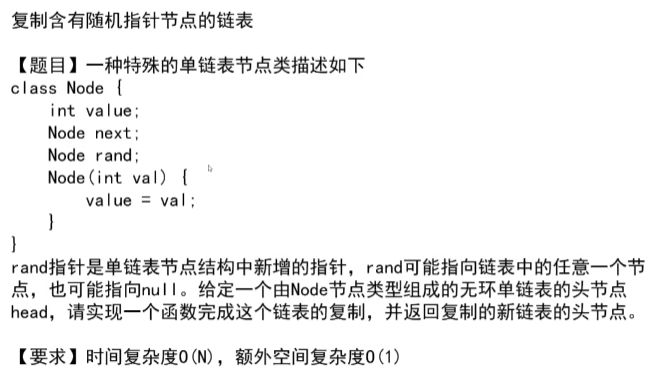 复制含有随机指针节点的链表
【题目】一种特殊的单链表节点类描述如下
class Node {
    int value;
    Node next;
    Node rand;
    Node(int val) {
        value = val;
    }
}
rand指针是单链表节点结构中新增的指针，rand可能指向链表中的任意一个节
点，也可能指向null。给定一个由Node节点类型组成的无环单链表的头节点
head，请实现一个函数完成这个链表的复制，并返回复制的新链表的头节点。
【要求】时间复杂度O(N)，额外空间复杂度O(1)